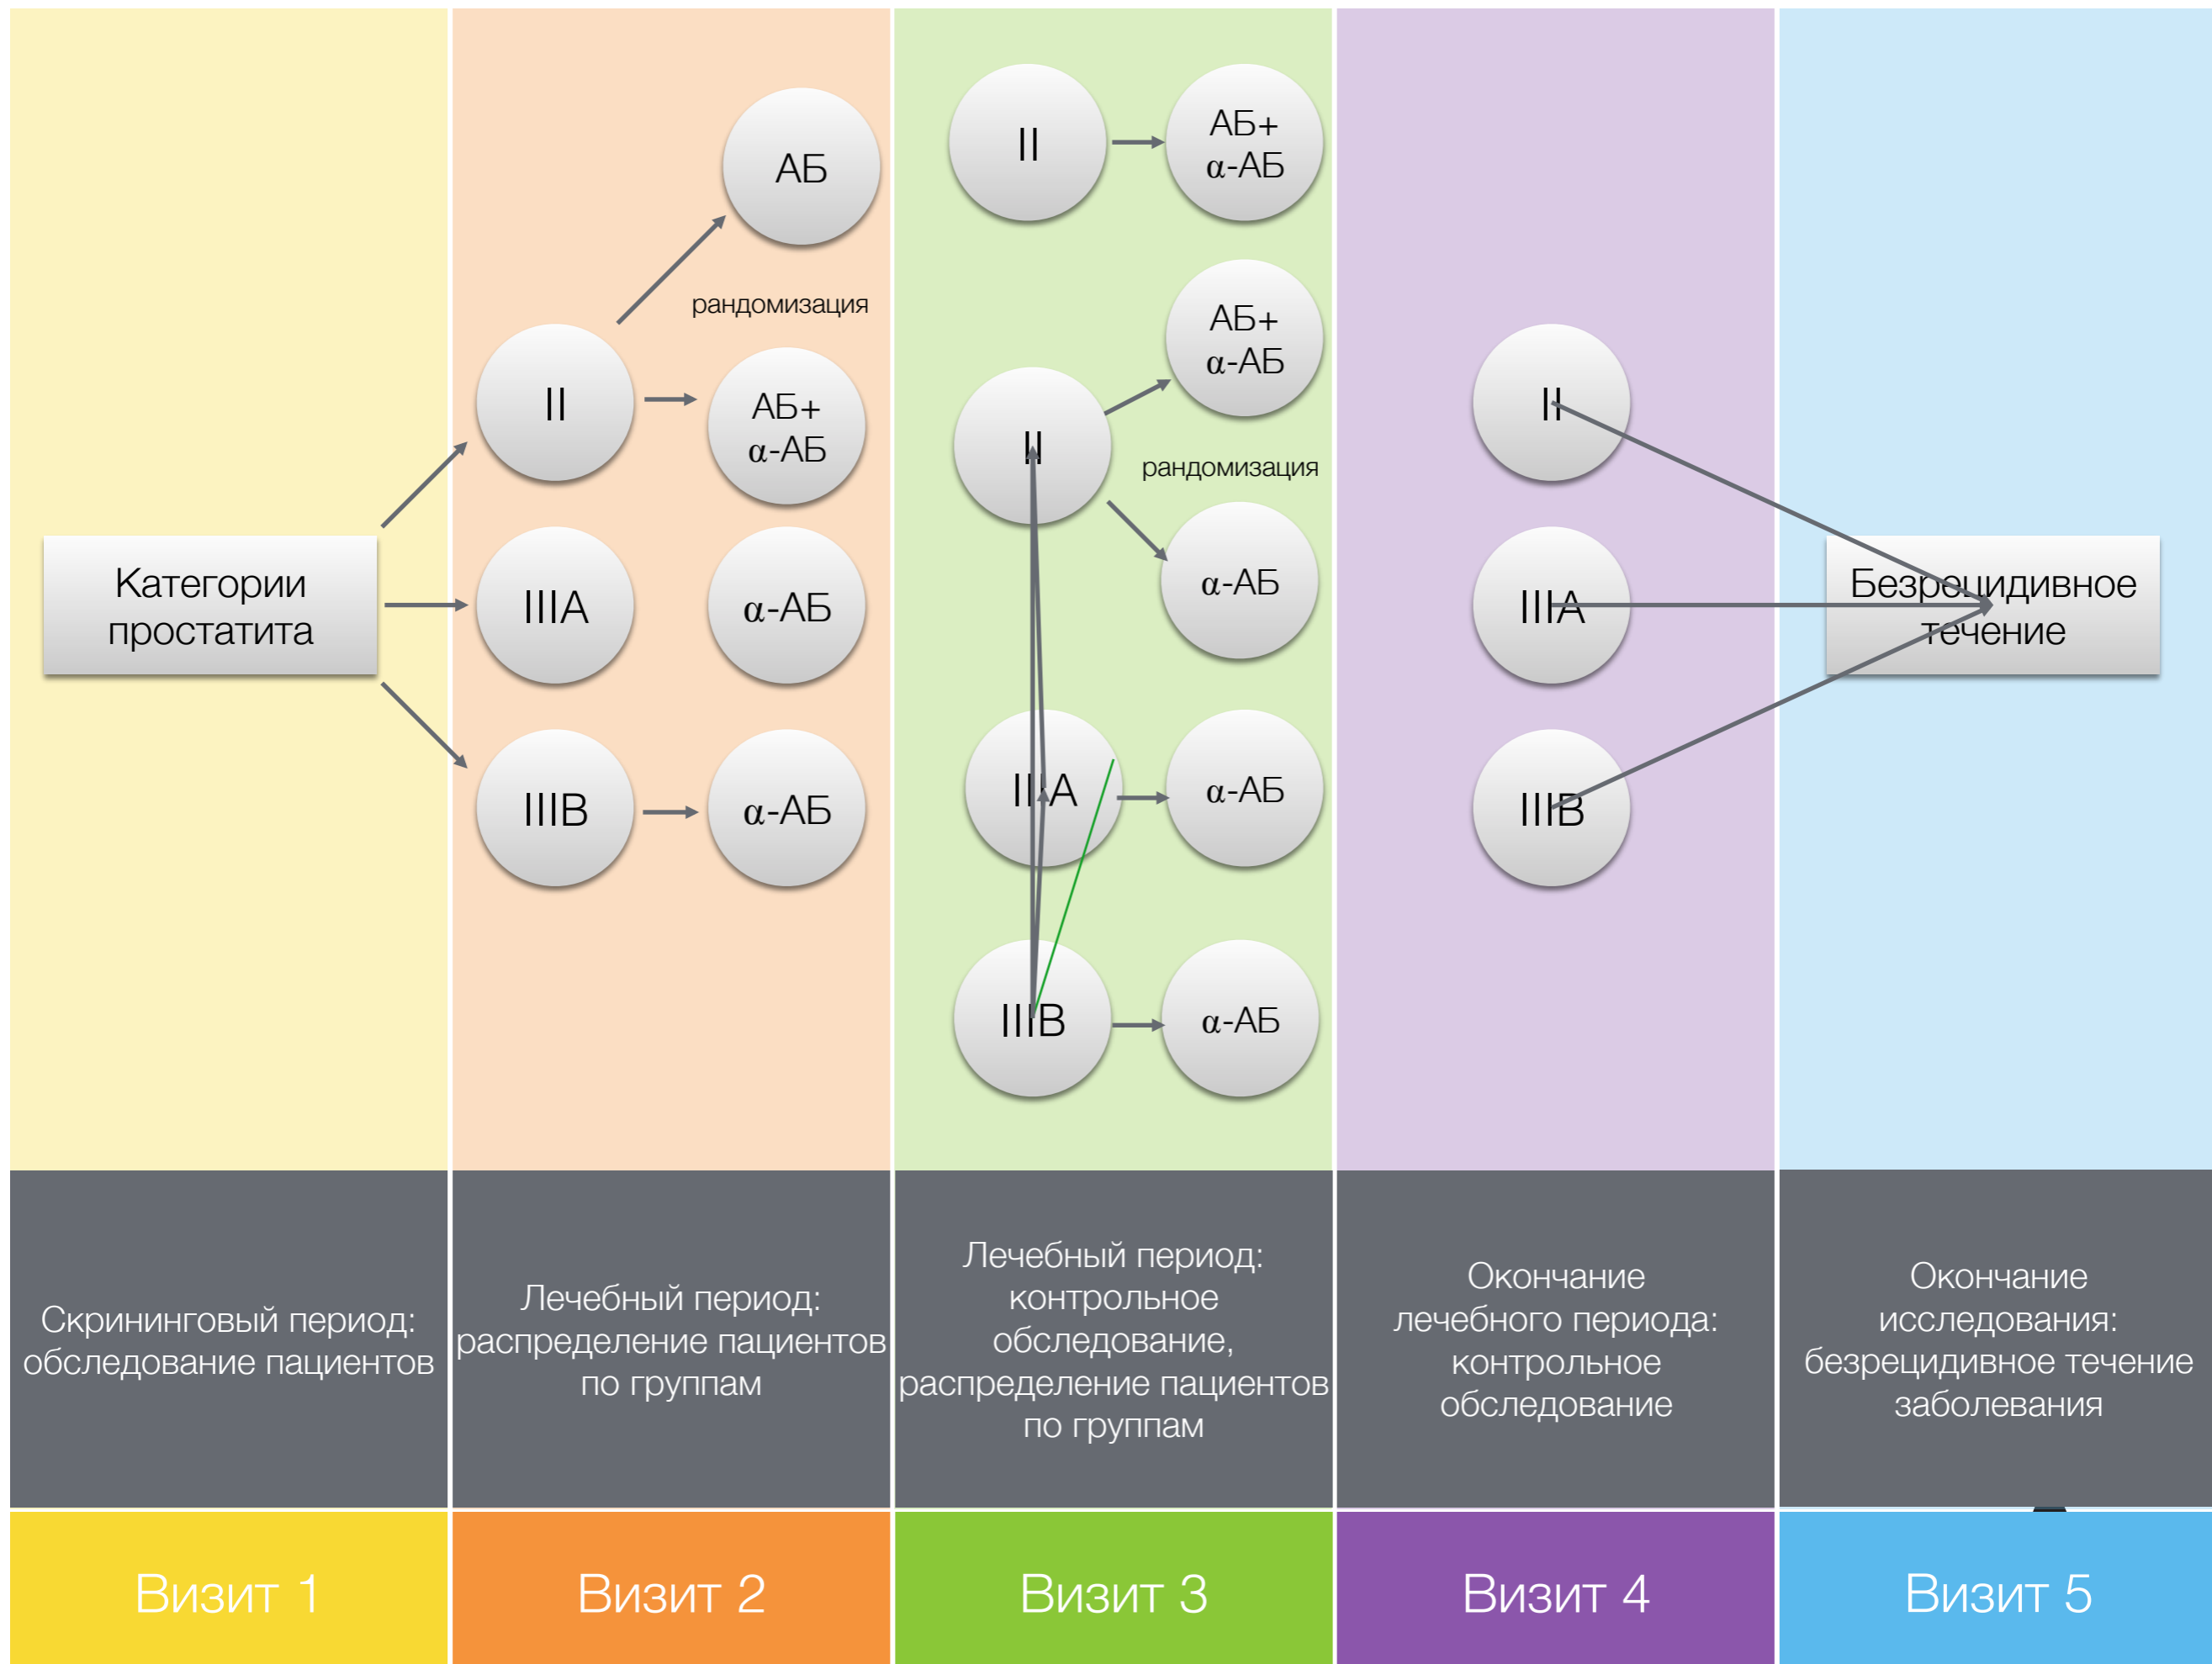 Категории
простатита
АБ
рандомизация
II
АБ+
α-АБ
IIIA
α-АБ
IIIB
α-АБ
II
АБ+
α-АБ
АБ+
α-АБ
II
рандомизация
α-АБ
IIIA
α-АБ
IIIB
α-АБ
II
IIIA
IIIB
Безрецидивное
течение
Скрининговый период:
обследование пациентов
Лечебный период:
распределение пациентов
по группам
Лечебный период:
контрольное
обследование,
распределение пациентов
по группам
Окончание
лечебного периода:
контрольное
обследование
Окончание
исследования:
безрецидивное течение
заболевания
Визит 1
Визит 2
Визит 3
Визит 4
Визит 5